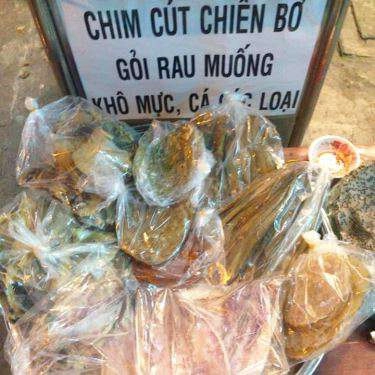 CHIM CÚT CHIÊN BƠ
GỎI RAU MUỐNG
KHÔ MỰC, CÁ CÁC LOẠI